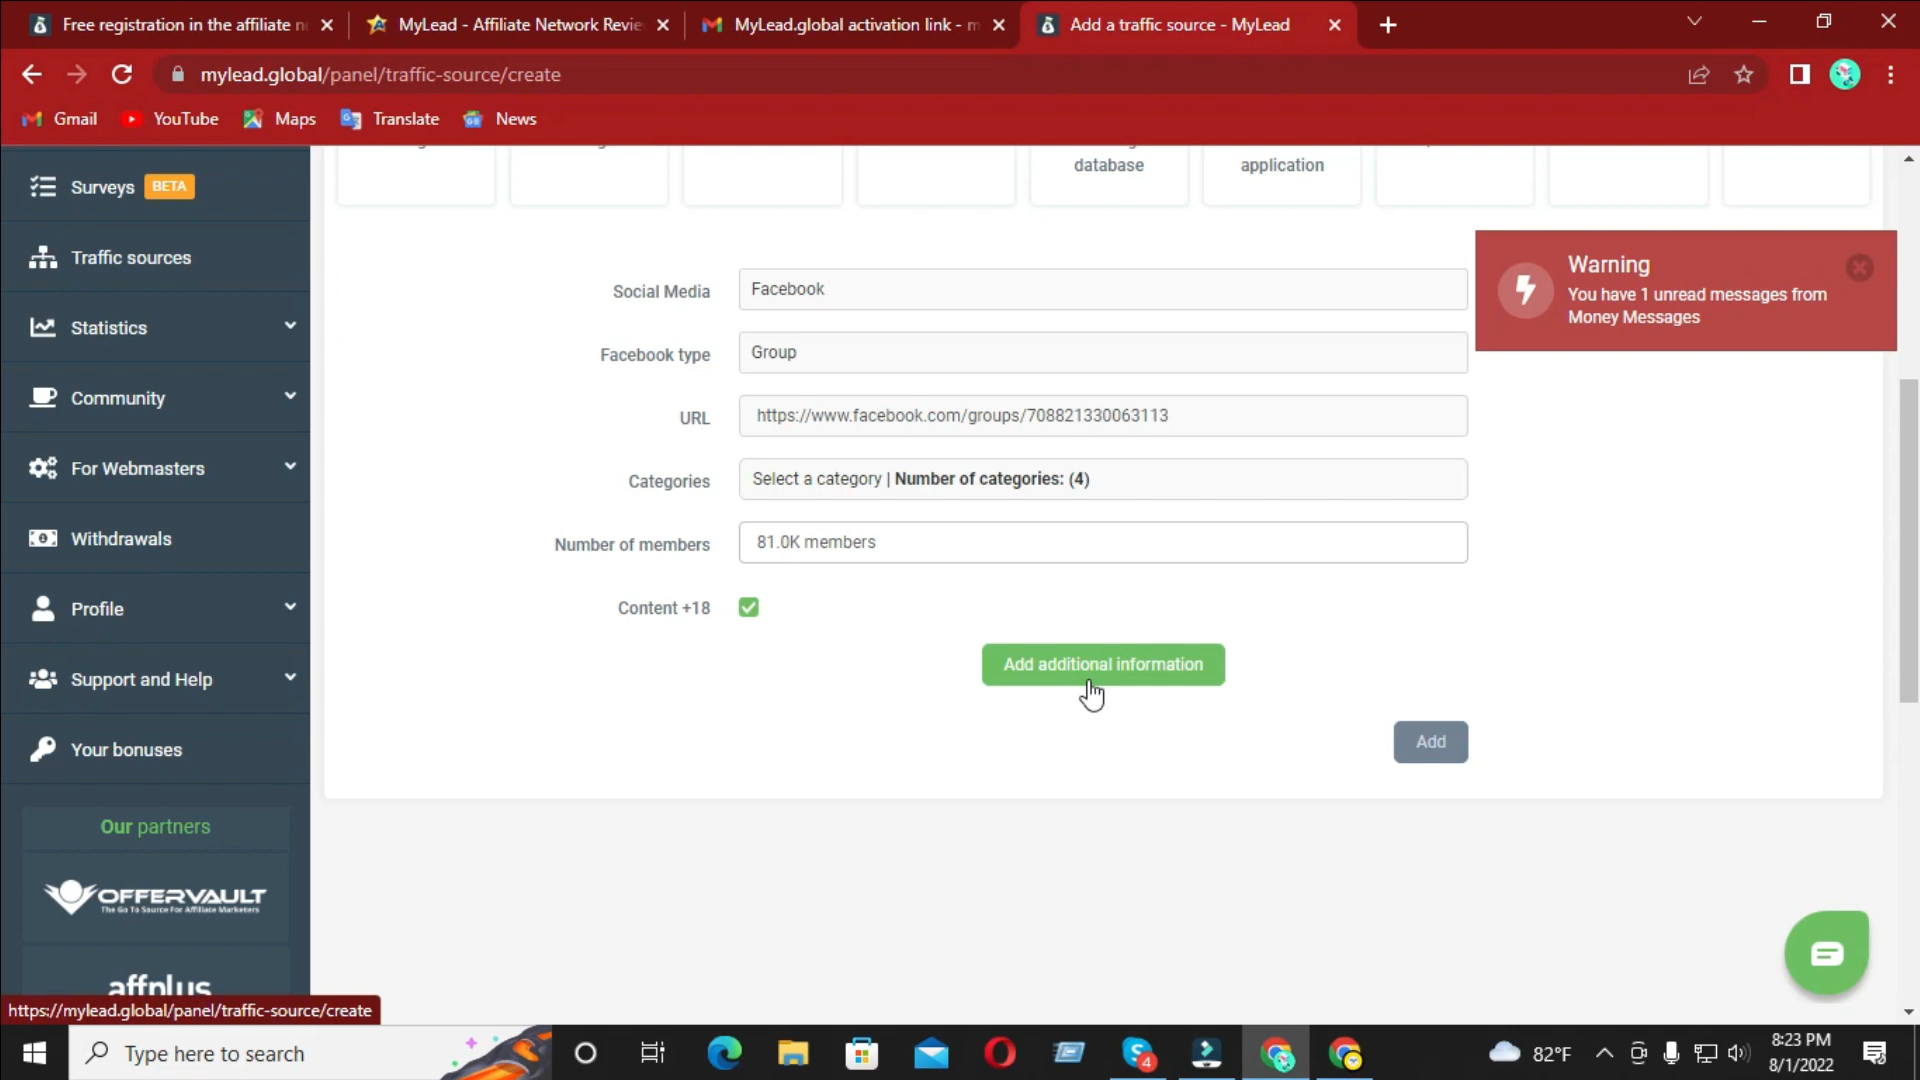 Free registration in the affiliate n
MyLead - Affiliate Network Revie
MyLead.global activation link - m
Add a traffic source - MyLead
mylead.global/panel/traffic-source/create
Gmail
YouTube
Maps
Translate
News
database
application
Surveys BETA
Traffic sources
Statistics
Community
For Webmasters
Withdrawals
Profile
Support and Help
Your bonuses
Our partners
OFFERVAULT
The Go To Source For Affiliate Marketers
affplus
Social Media Facebook
Facebook type Group
URL https://www.facebook.com/groups/708821330063113
Categories Select a category | Number of categories: (4)
Number of members 81.0K members
Content +18
Add additional information
Add
Warning
You have 1 unread messages from
Money Messages
https://mylead.global/panel/traffic-source/create
Type here to search
4
82°F
8:23 PM
8/1/2022